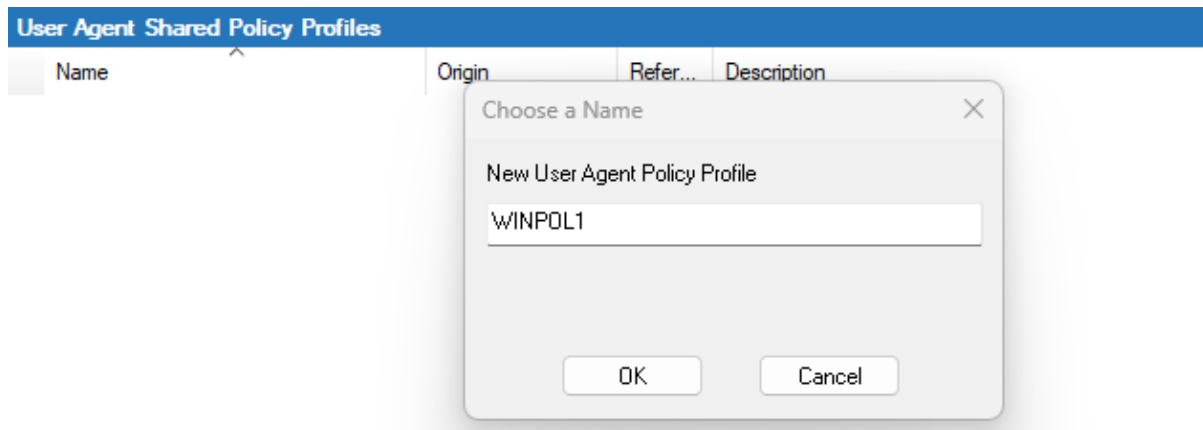 User Agent Shared Policy Profiles
Name Origin Refer... Description
Choose a Name
New User Agent Policy Profile
WINPOL1
OK Cancel